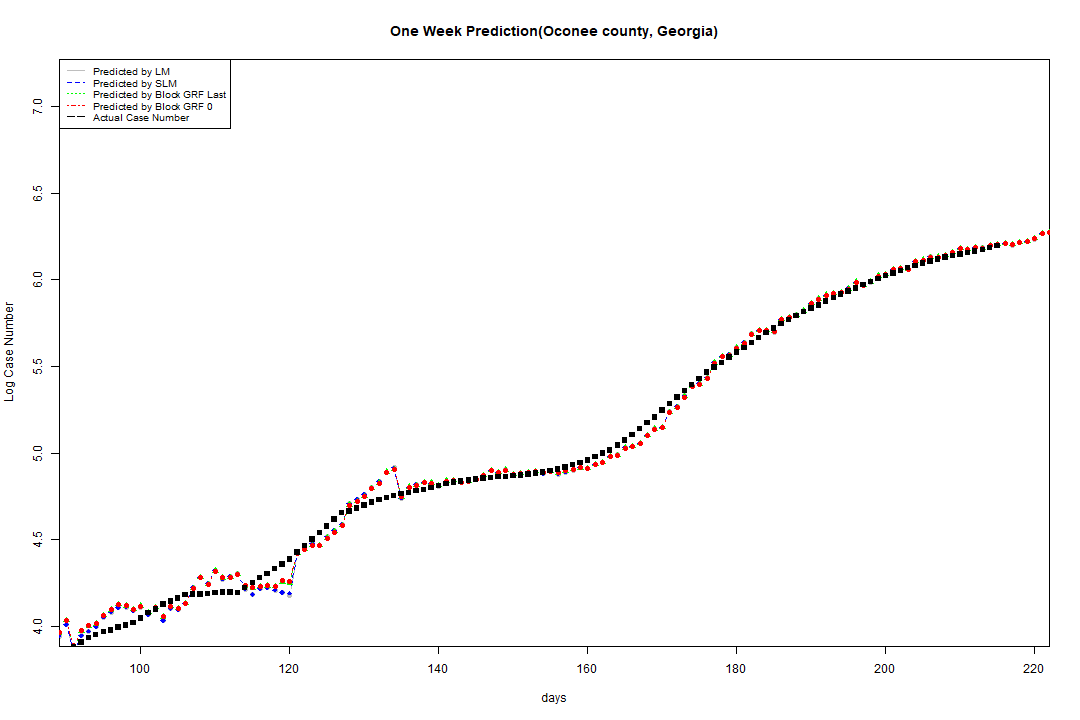 One Week Prediction(Oconee county, Georgia)
Predicted by LM
Predicted by SLM
Predicted by Block GRF Last
Predicted by Block GRF 0
Actual Case Number
7.0
6.5
6.0
5.5
5.0
4.5
4.0
Log Case Number
100 120 140 160 180 200 220
days